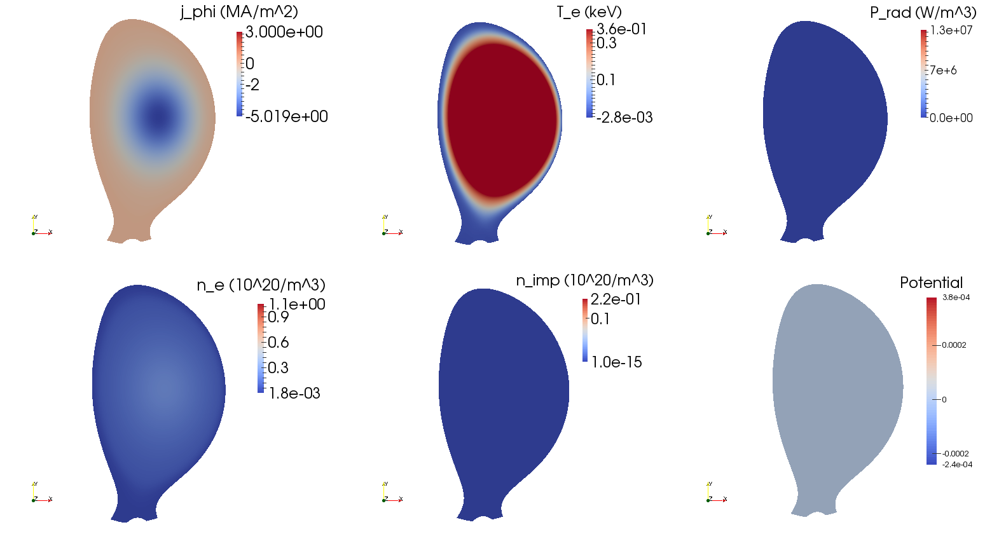 j_phi (MA/m^2)
3.000e+00
0
-2
-5.019e+00
Y
Z
X
T_e (keV)
3.6e-01
0.3
0.1
-2.8e-03
Y
Z
X
P_rad (W/m^3)
1.3e+07
7e+6
0.0e+00
Y
Z
X
n_e (10^20/m^3)
1.1e+00
0.9
0.6
0.3
1.8e-03
Y
Z
X
n_imp (10^20/m^3)
2.2e-01
0.1
1.0e-15
Y
Z
X
Potential
3.8e-04
0.0002
0
-0.0002
-2.4e-04
Y
Z
X